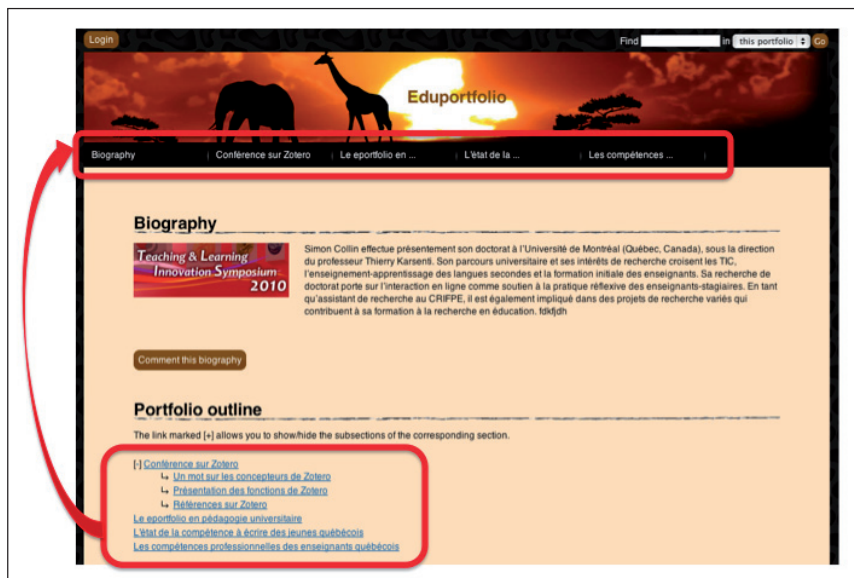 Login
Find in this portfolio Go
Eduportfolio
Biography Conférence sur Zotero Le eportfolio en ... L'état de la ... Les compétences ...
Biography
Teaching & Learning
Innovation Symposium
2010
Simon Collin effectue présentement son doctorat à l'Université de Montréal (Québec, Canada), sous la direction
du professeur Thierry Karsenti. Son parcours universitaire et ses intérêts de recherche croisent les TIC,
l'enseignement-apprentissage des langues secondes et la formation initiale des enseignants. Sa recherche de
doctorat porte sur l'interaction en ligne comme soutien à la pratique réflexive des enseignants-stagiaires. En tant
qu'assistant de recherche au CRIFPE, il est également impliqué dans des projets de recherche variés qui
contribuent à sa formation à la recherche en éducation. fdkfjdh
Comment this biography
Portfolio outline
The link marked [+] allows you to show/hide the subsections of the corresponding section.
[-] Conférence sur Zotero
↳ Un mot sur les concepteurs de Zotero
↳ Présentation des fonctions de Zotero
↳ Références sur Zotero
Le eportfolio en pédagogie universitaire
L'état de la compétence à écrire des jeunes québécois
Les compétences professionnelles des enseignants québécois